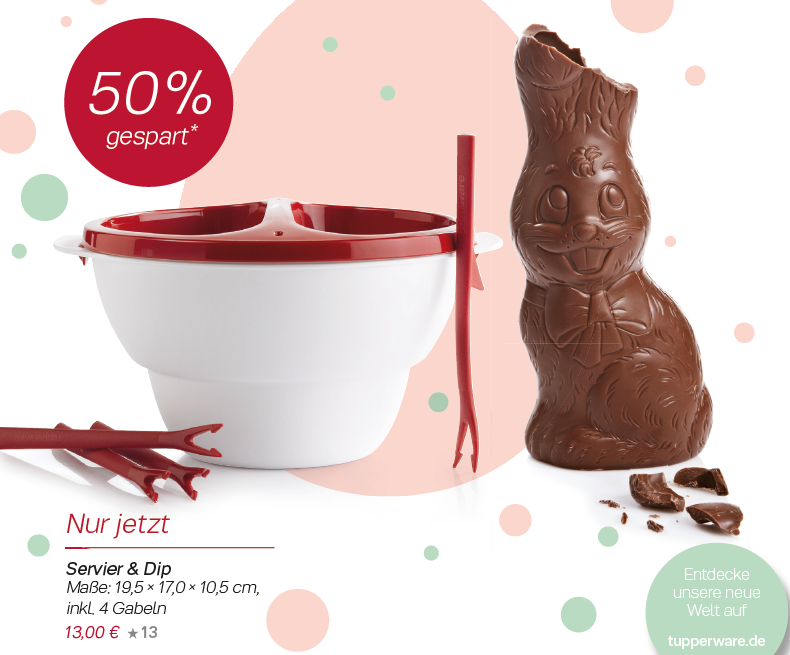 50%
gespart*
Nur jetzt
Servier & Dip
Maße: 19,5 × 17,0 × 10,5 cm,
inkl. 4 Gabeln
13,00 € ★13
Entdecke
unsere neue
Welt auf
tupperware.de